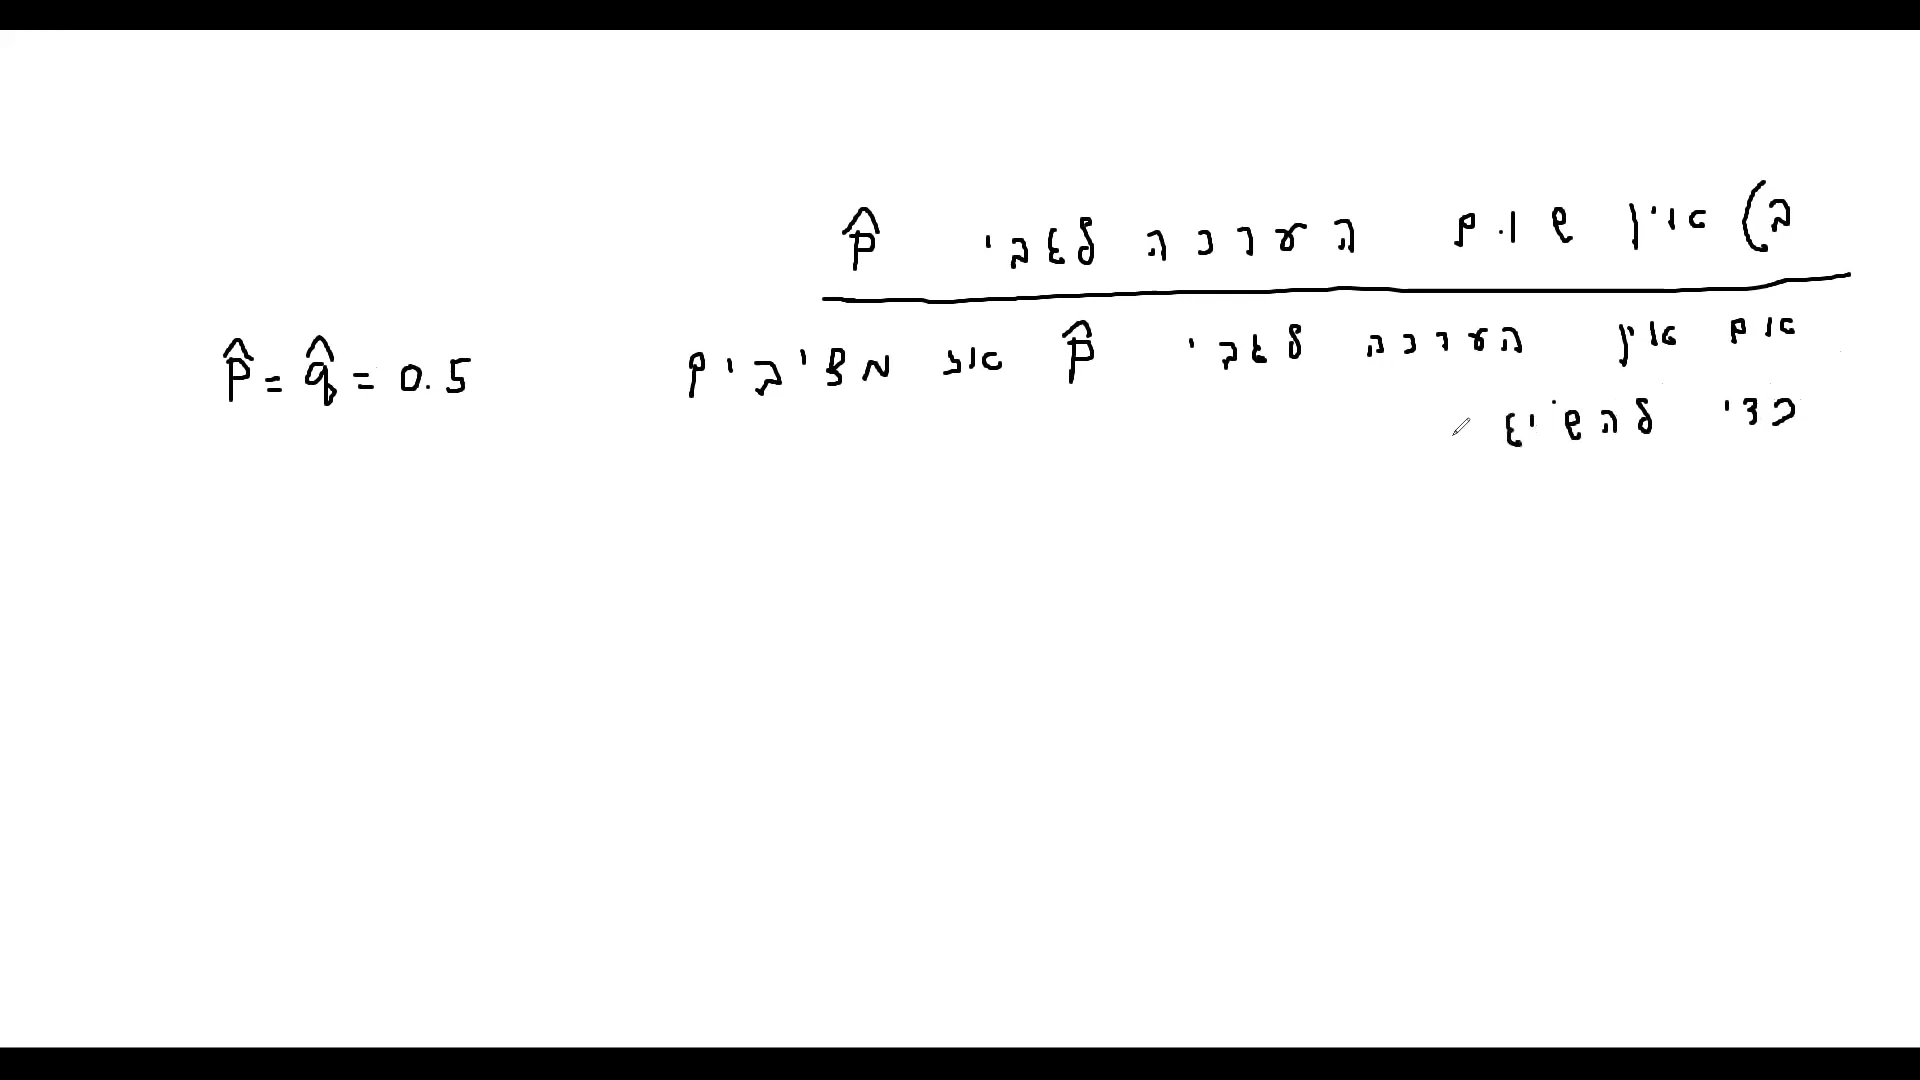 ב) אין שום הערכה לגבי p̂
אם אין הערכה לגבי p̂ אז מציבים p̂ = q̂ = 0.5
כדי להשיג